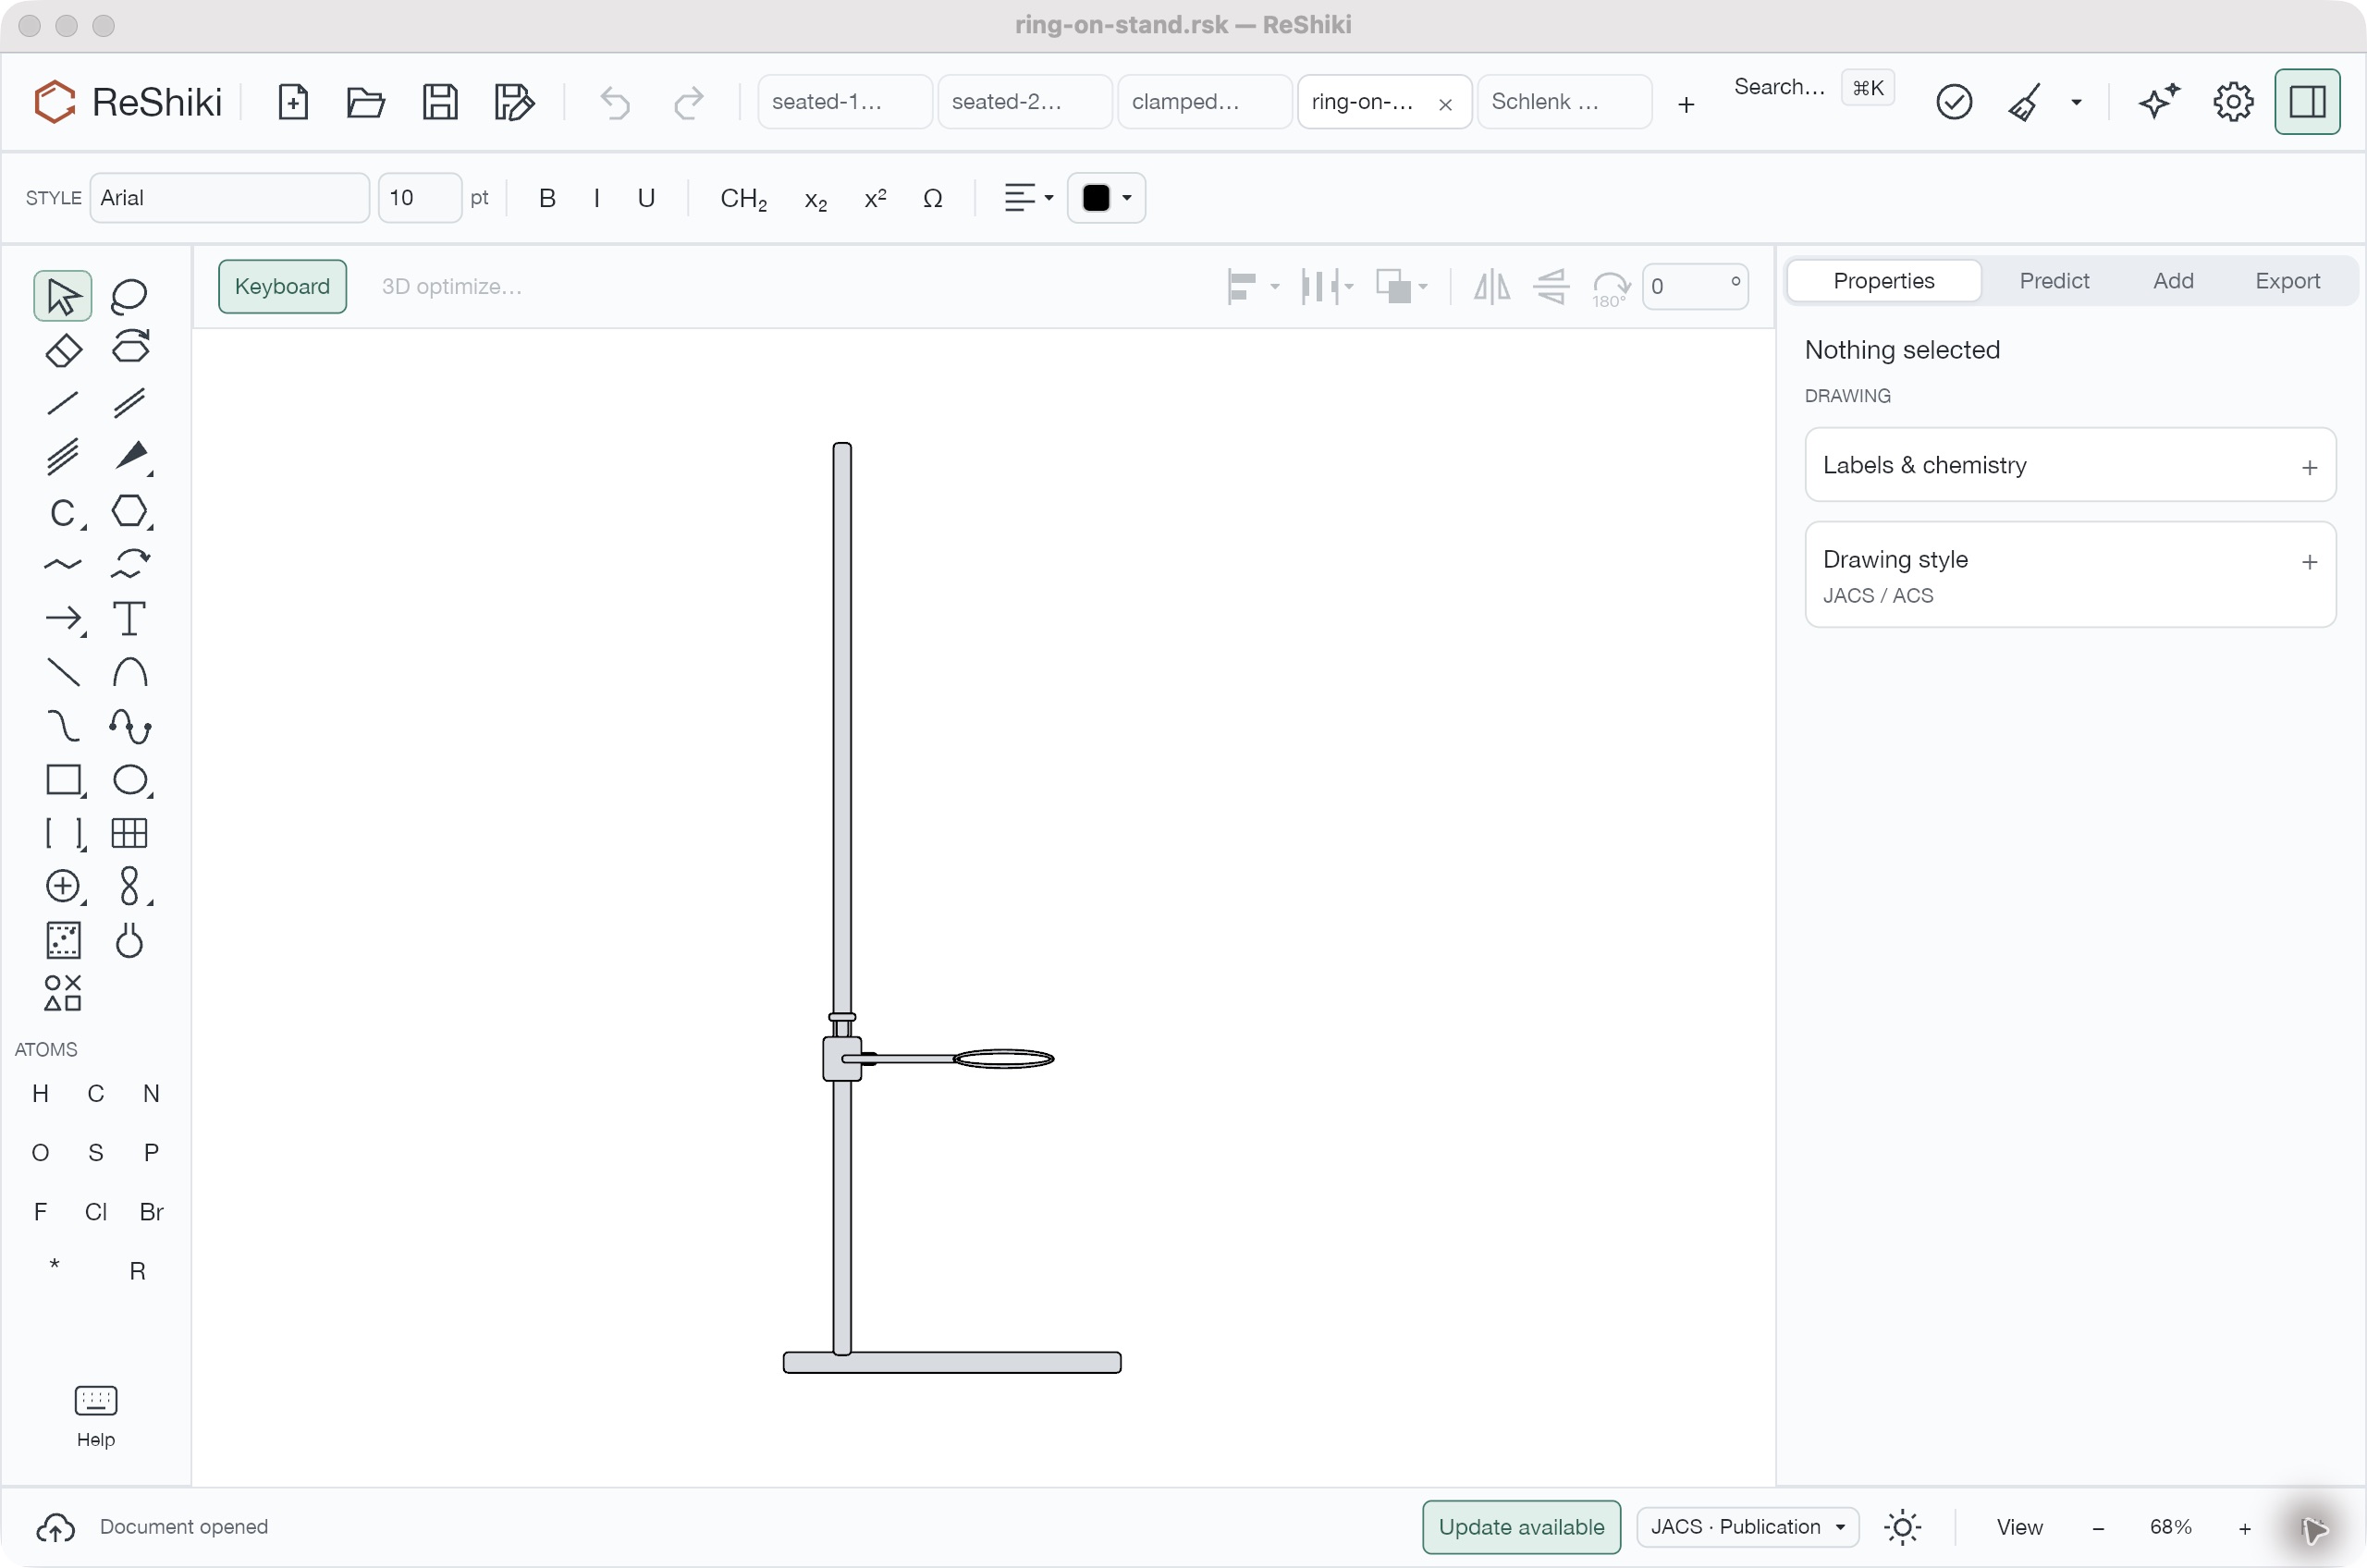 ring-on-stand.rsk — ReShiki
ReShiki
seated-1...
seated-2...
clamped...
ring-on-... ×
Schlenk ...
+
Search... ⌘K
STYLE Arial 10 pt B I U CH₂ x₂ x² Ω
Keyboard 3D optimize... 180° 0 °
Properties Predict Add Export
Nothing selected
DRAWING
Labels & chemistry +
Drawing style +
JACS / ACS
C
T
ATOMS
H C N
O S P
F Cl Br
* R
Help
Document opened
Update available JACS · Publication View − 68% +